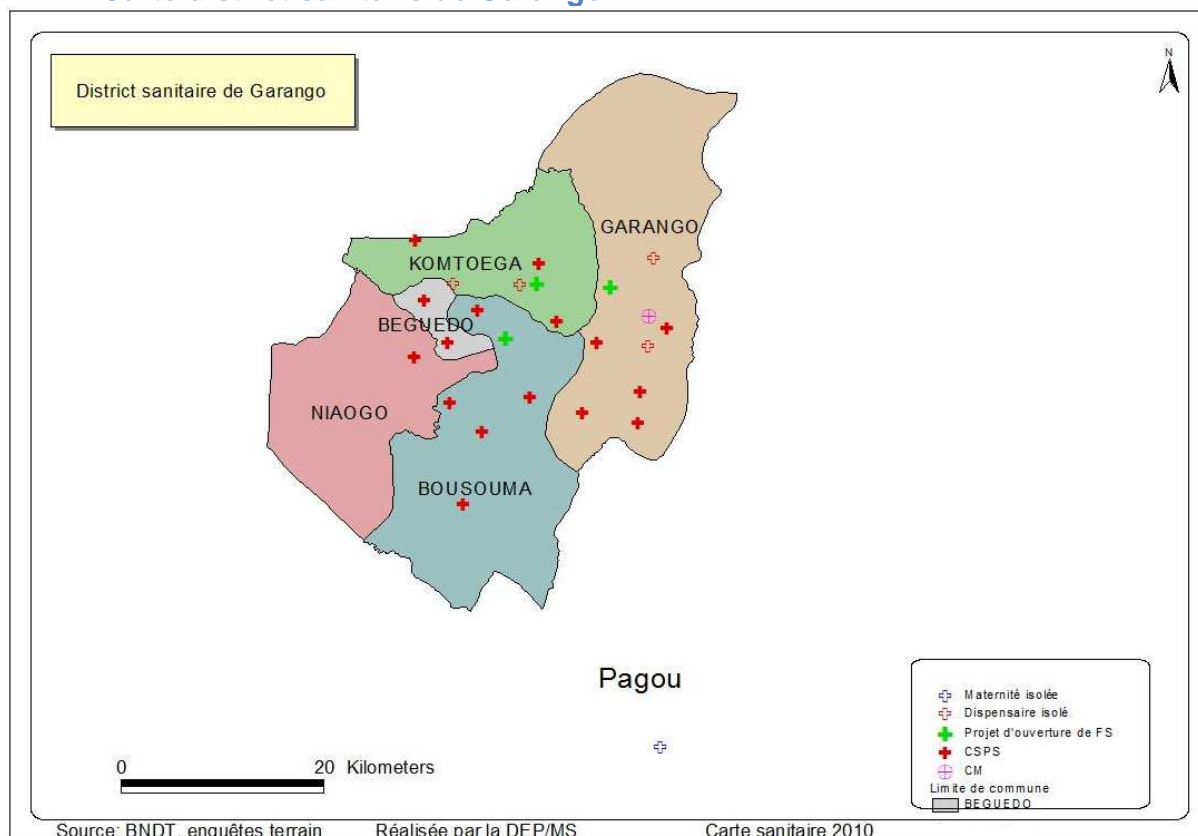 District sanitaire de Garango
N
GARANGO
KOMTOEGA
BEGUEDO
NIAOGO
BOUSOUMA
Pagou
0 20 Kilometers
Maternité isolée
Dispensaire isolé
Projet d'ouverture de FS
CSPS
CM
Limite de commune
BEGUEDO
Source: BNDT, enquêtes terrain Réalisée par la DEP/MS Carte sanitaire 2010